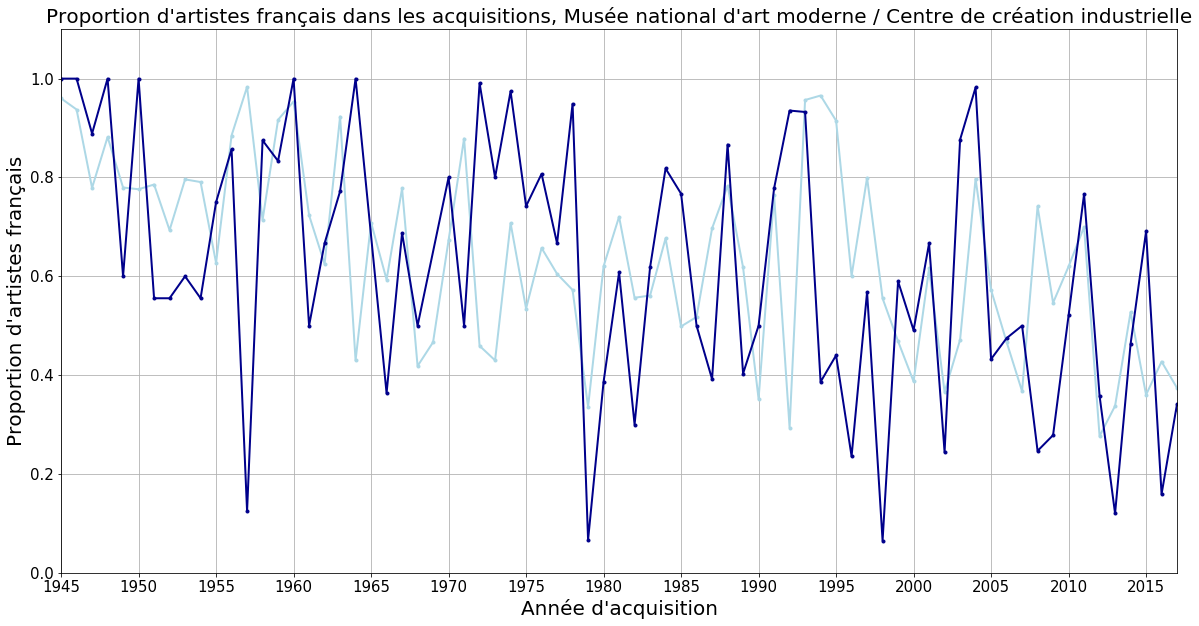 Proportion d'artistes français dans les acquisitions, Musée national d'art moderne / Centre de création industrielle
Proportion d'artistes français
1.0
0.8
0.6
0.4
0.2
0.0
1945 1950 1955 1960 1965 1970 1975 1980 1985 1990 1995 2000 2005 2010 2015
Année d'acquisition